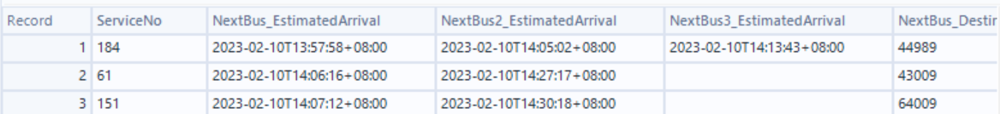 Record ServiceNo NextBus_EstimatedArrival NextBus2_EstimatedArrival NextBus3_EstimatedArrival NextBus_Destin
1 184 2023-02-10T13:57:58+08:00 2023-02-10T14:05:02+08:00 2023-02-10T14:13:43+08:00 44989
2 61 2023-02-10T14:06:16+08:00 2023-02-10T14:27:17+08:00 43009
3 151 2023-02-10T14:07:12+08:00 2023-02-10T14:30:18+08:00 64009